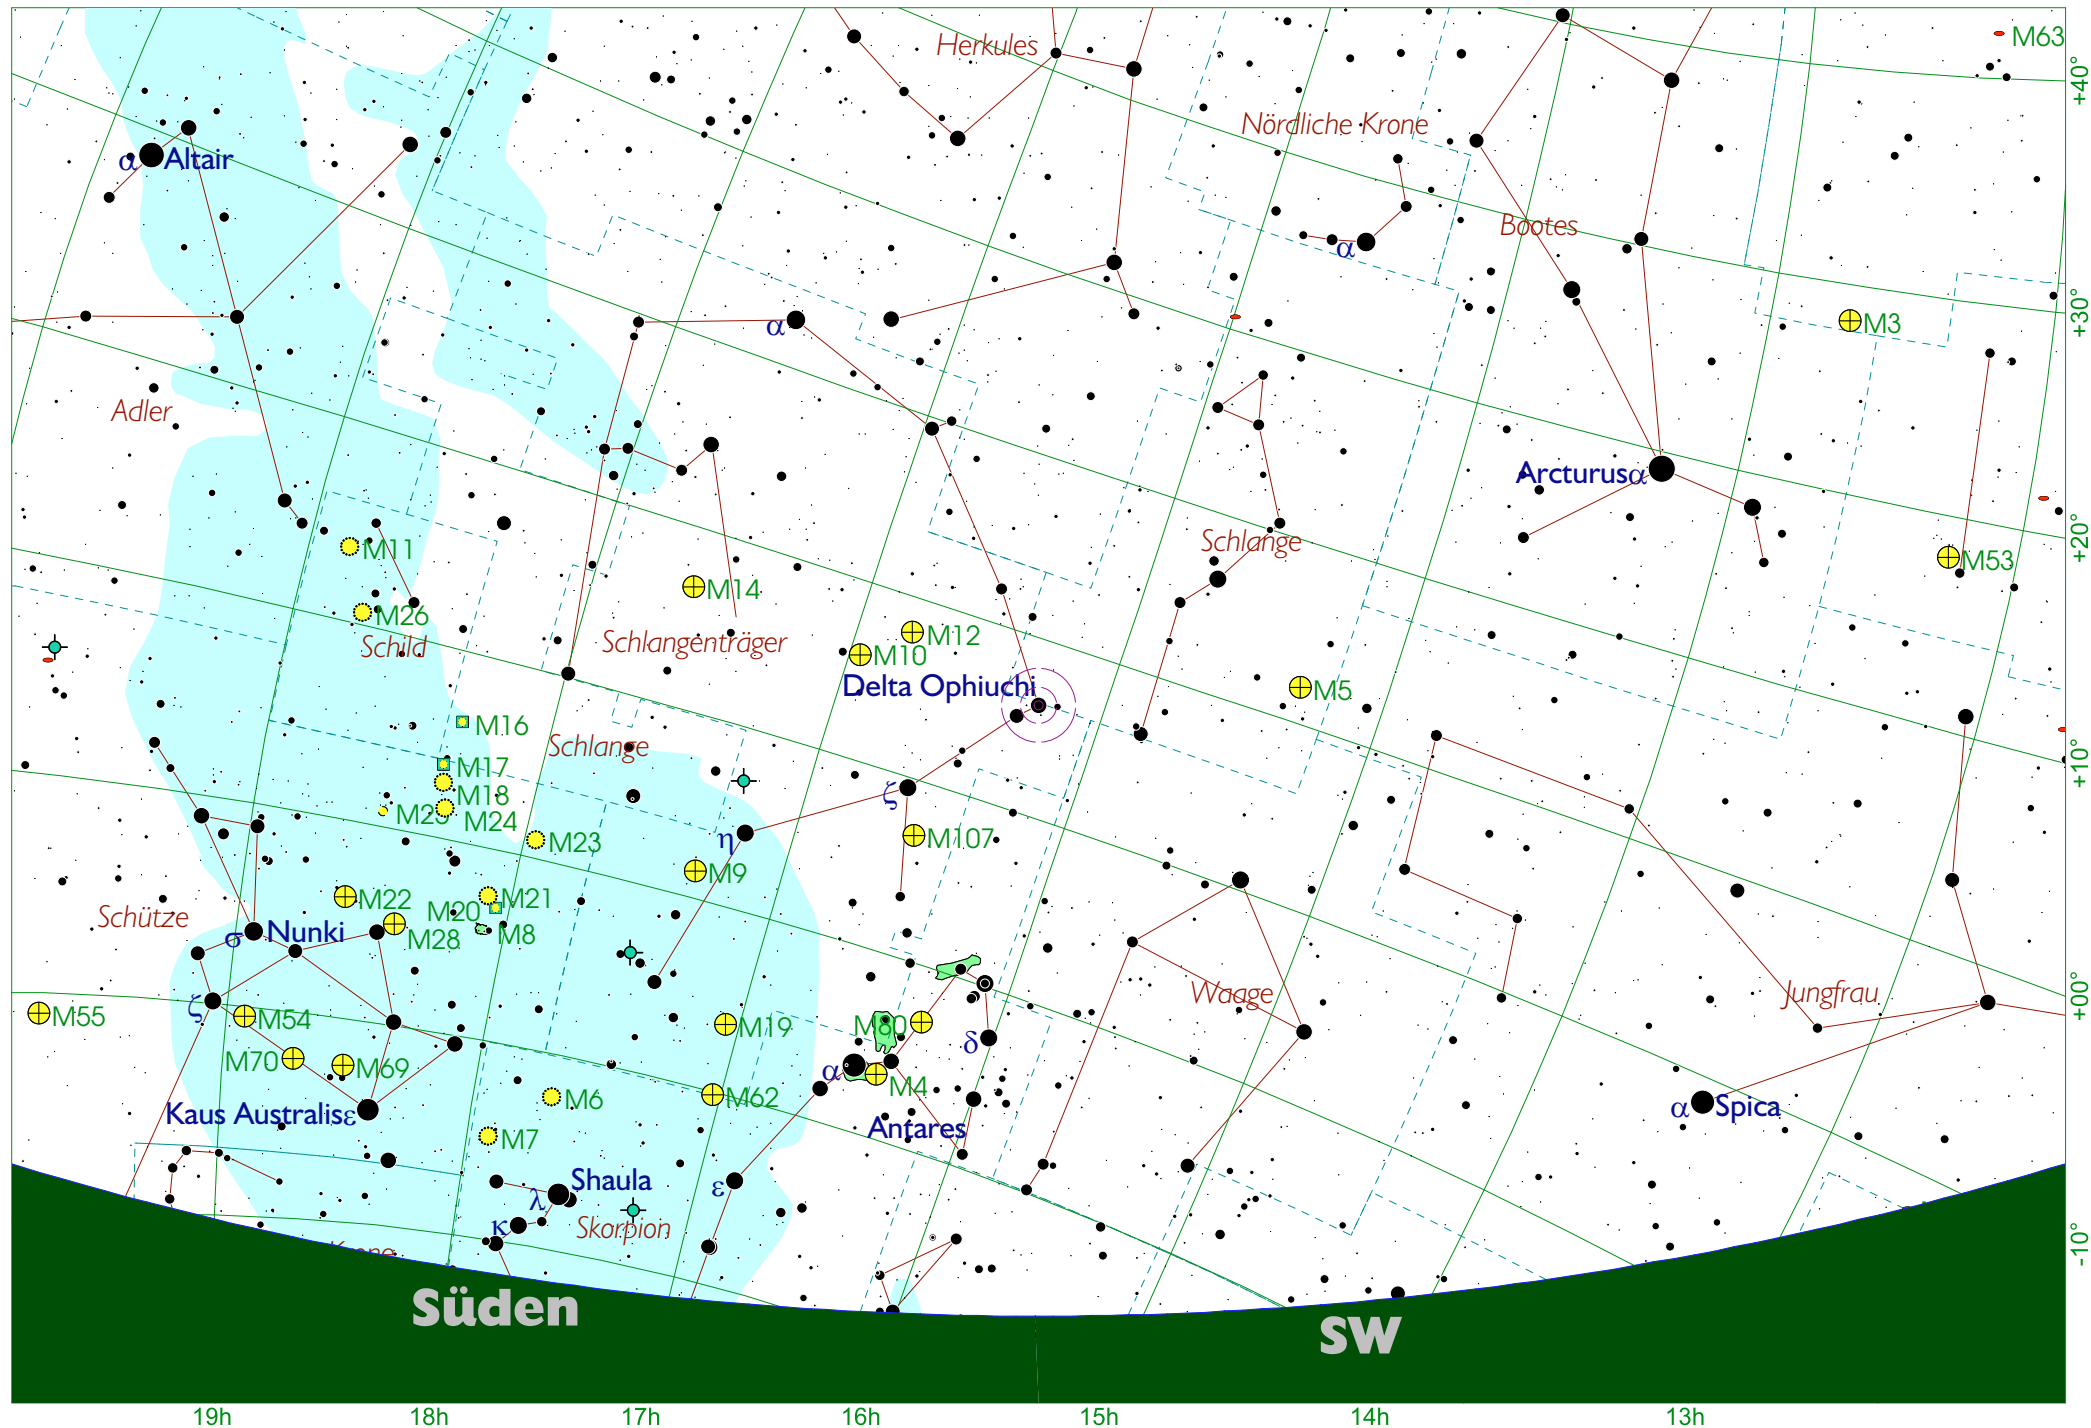 M63
+40°
Herkules
Nördliche Krone
α Altair
Bootes
α
M3
+30°
α
Adler
Arcturusα
+20°
M11
Schlange
M53
M14
M26
Schild
Schlangenträger
M12
M10
Delta Ophiuchi
M5
M16
Schlange
M17
+10°
M18
ζ
M25
M24
η
M23
M107
M9
M22
M21
M20
Schütze
σ Nunki
M28
M8
Waage
Jungfrau
+00°
ζ
M55
M54
M19
M80
δ
M70
M69
α
M4
M6
M62
Kaus Australisε
α Spica
Antares
M7
Shaula
ε
λ
κ
Skorpion
Krone
-10°
Süden
SW
19h
18h
17h
16h
15h
14h
13h